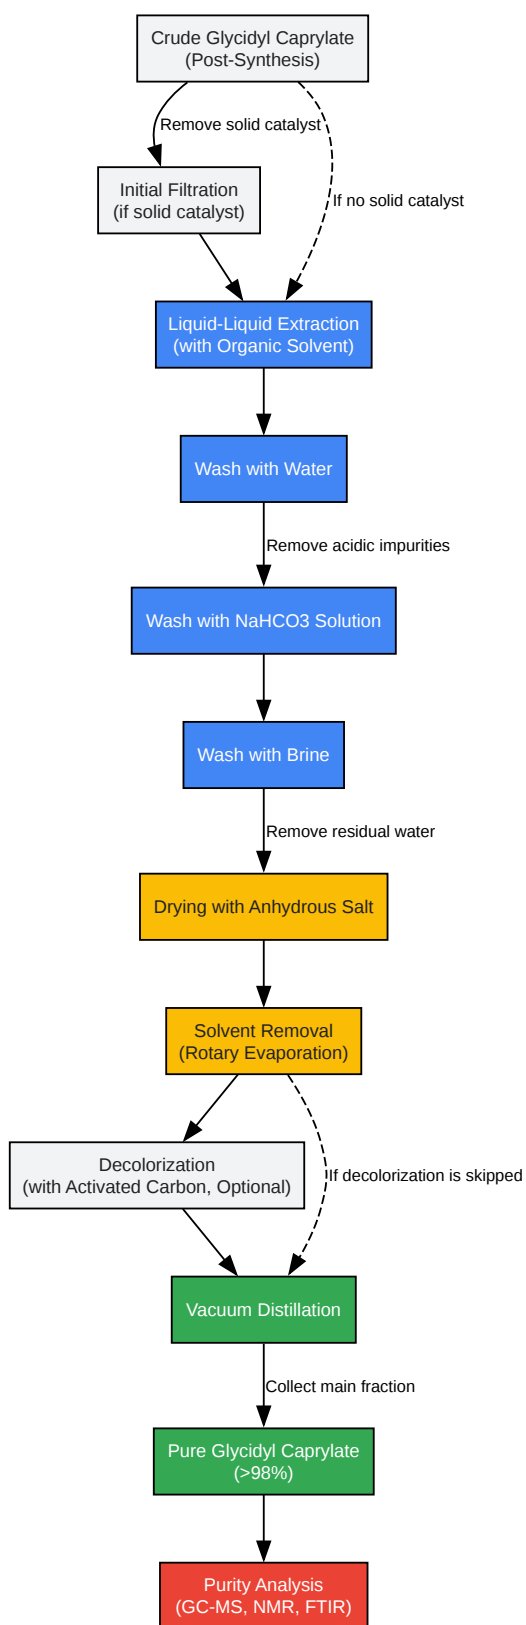 Crude Glycidyl Caprylate
(Post-Synthesis)
Remove solid catalyst
Initial Filtration
(if solid catalyst)
If no solid catalyst
Liquid-Liquid Extraction
(with Organic Solvent)
Wash with Water
Remove acidic impurities
Wash with NaHCO3 Solution
Wash with Brine
Remove residual water
Drying with Anhydrous Salt
Solvent Removal
(Rotary Evaporation)
Decolorization
(with Activated Carbon, Optional)
If decolorization is skipped
Vacuum Distillation
Collect main fraction
Pure Glycidyl Caprylate
(>98%)
Purity Analysis
(GC-MS, NMR, FTIR)